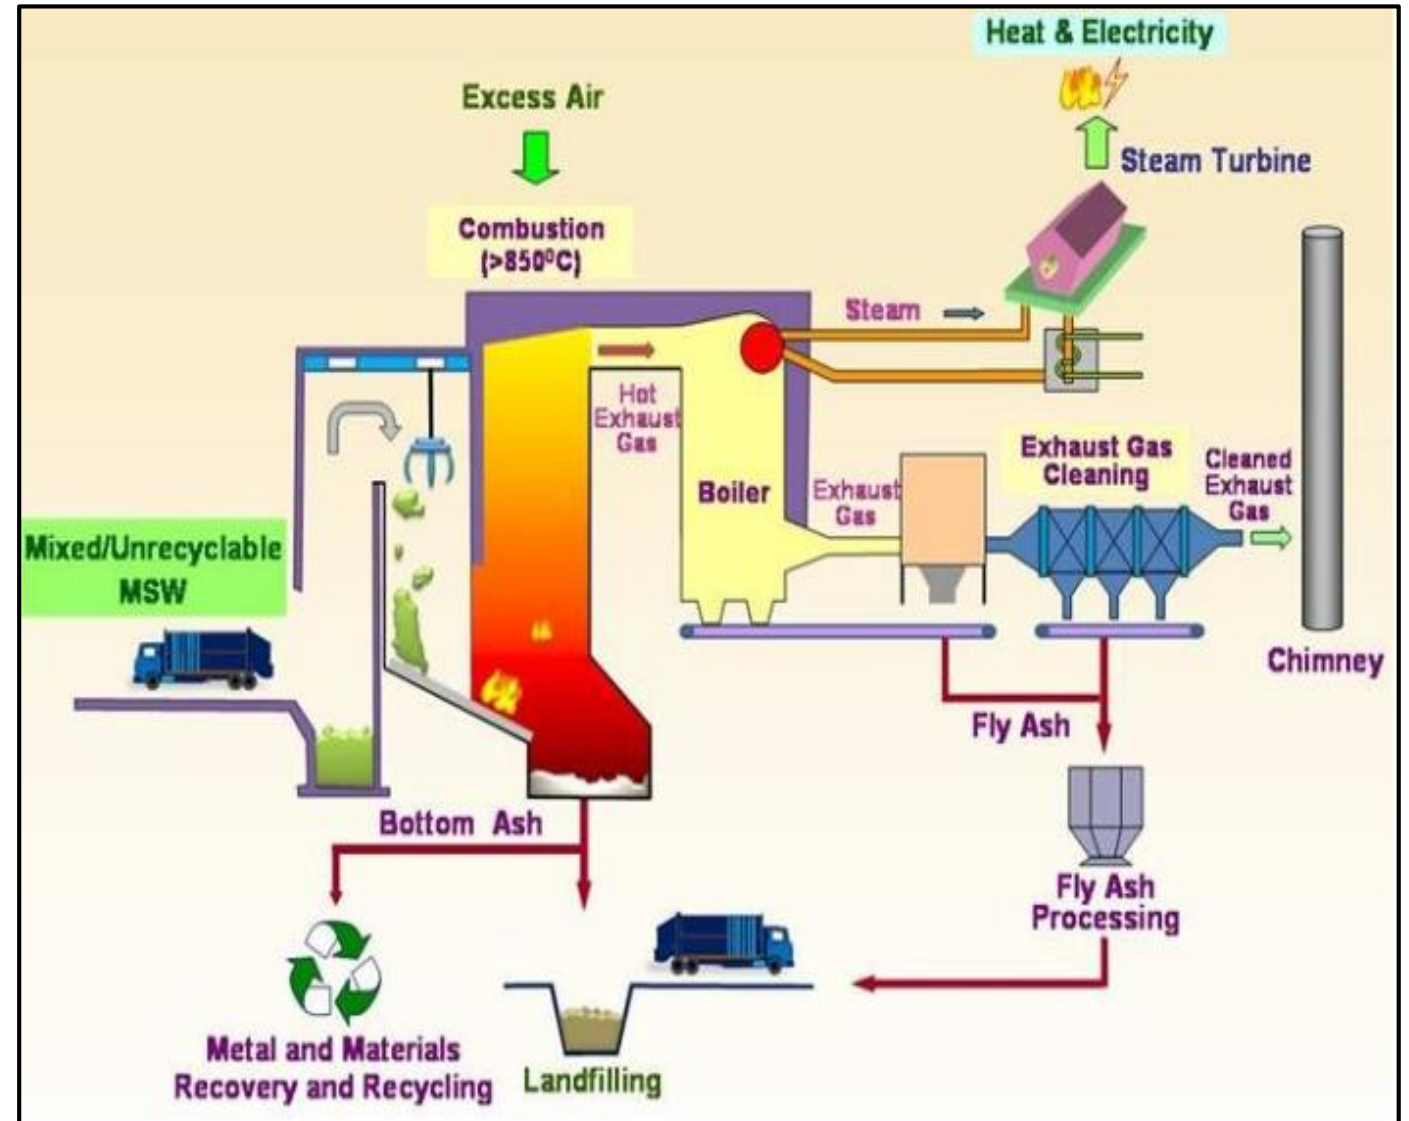 Heat & Electricity
Excess Air
Steam Turbine
Combustion
(>850⁰C)
Steam
Hot
Exhaust
Gas
Exhaust Gas
Cleaning
Cleaned
Exhaust
Gas
Boiler
Exhaust
Gas
Mixed/Unrecyclable
MSW
Chimney
Fly Ash
Bottom Ash
Fly Ash
Processing
Metal and Materials
Recovery and Recycling
Landfilling